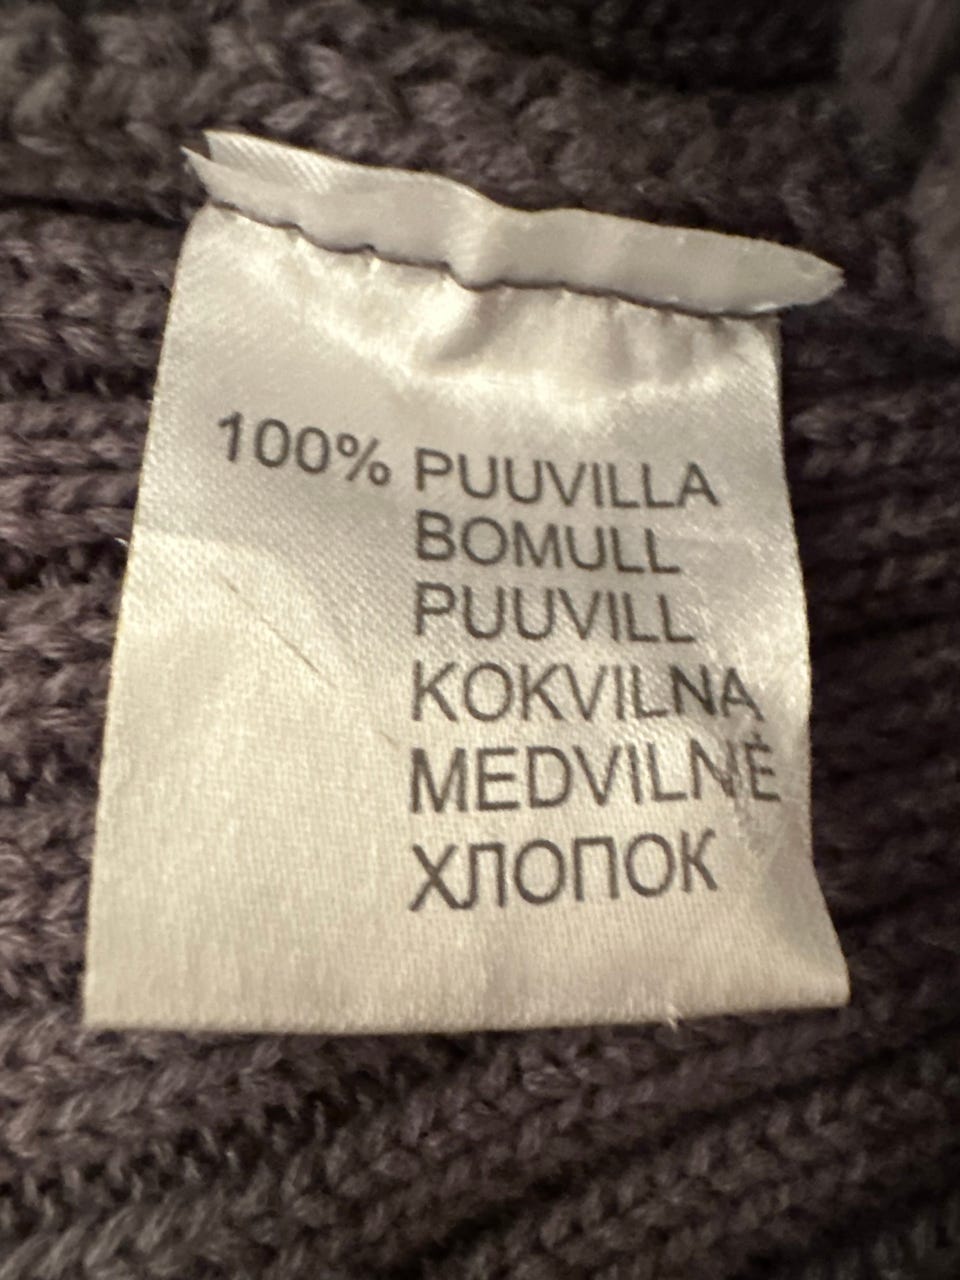 100% PUUVILLA
BOMULL
PUUVILL
KOKVILNA
MEDVILNĖ
ХЛОПОК